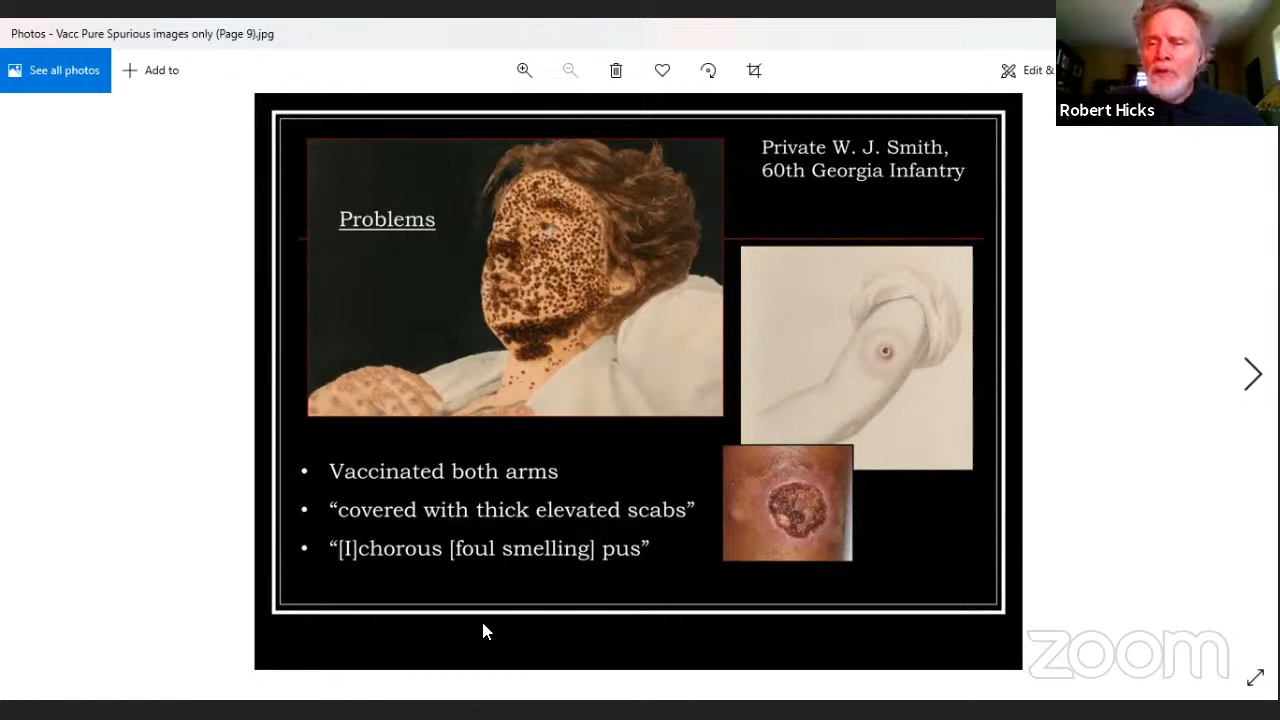 Photos - Vacc Pure Spurious images only (Page 9).jpg
See all photos
Add to
Edit &
Robert Hicks
Private W. J. Smith,
60th Georgia Infantry
Problems
• Vaccinated both arms
• “covered with thick elevated scabs”
• “[I]chorous [foul smelling] pus”
zoom